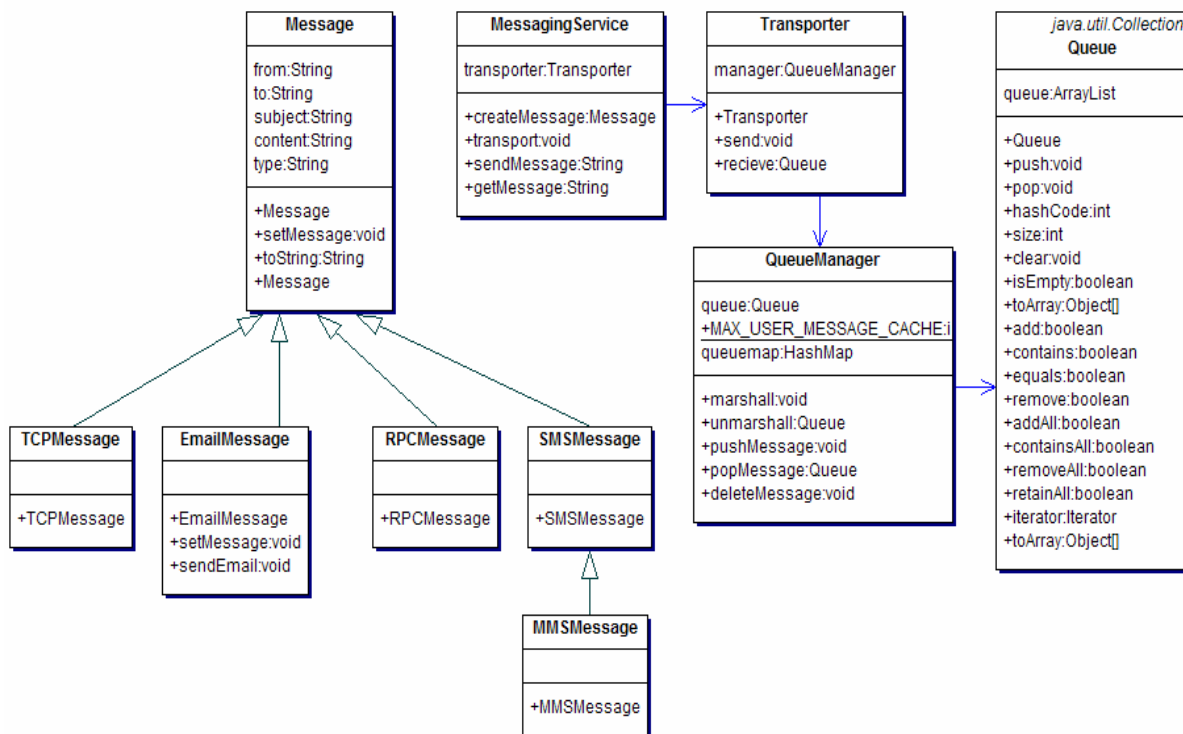 Message
from:String
to:String
subject:String
content:String
type:String
+Message
+setMessage:void
+toString:String
+Message
MessagingService
transporter:Transporter
+createMessage:Message
+transport:void
+sendMessage:String
+getMessage:String
Transporter
manager:QueueManager
+Transporter
+send:void
+recieve:Queue
java.util.Collection
Queue
queue:ArrayList
+Queue
+push:void
+pop:void
+hashCode:int
+size:int
+clear:void
+isEmpty:boolean
+toArray:Object[]
+add:boolean
+contains:boolean
+equals:boolean
+remove:boolean
+addAll:boolean
+containsAll:boolean
+removeAll:boolean
+retainAll:boolean
+iterator:Iterator
+toArray:Object[]
QueueManager
queue:Queue
+MAX_USER_MESSAGE_CACHE:i
queuemap:HashMap
+marshall:void
+unmarshall:Queue
+pushMessage:void
+popMessage:Queue
+deleteMessage:void
TCPMessage
+TCPMessage
EmailMessage
+EmailMessage
+setMessage:void
+sendEmail:void
RPCMessage
+RPCMessage
SMSMessage
+SMSMessage
MMSMessage
+MMSMessage